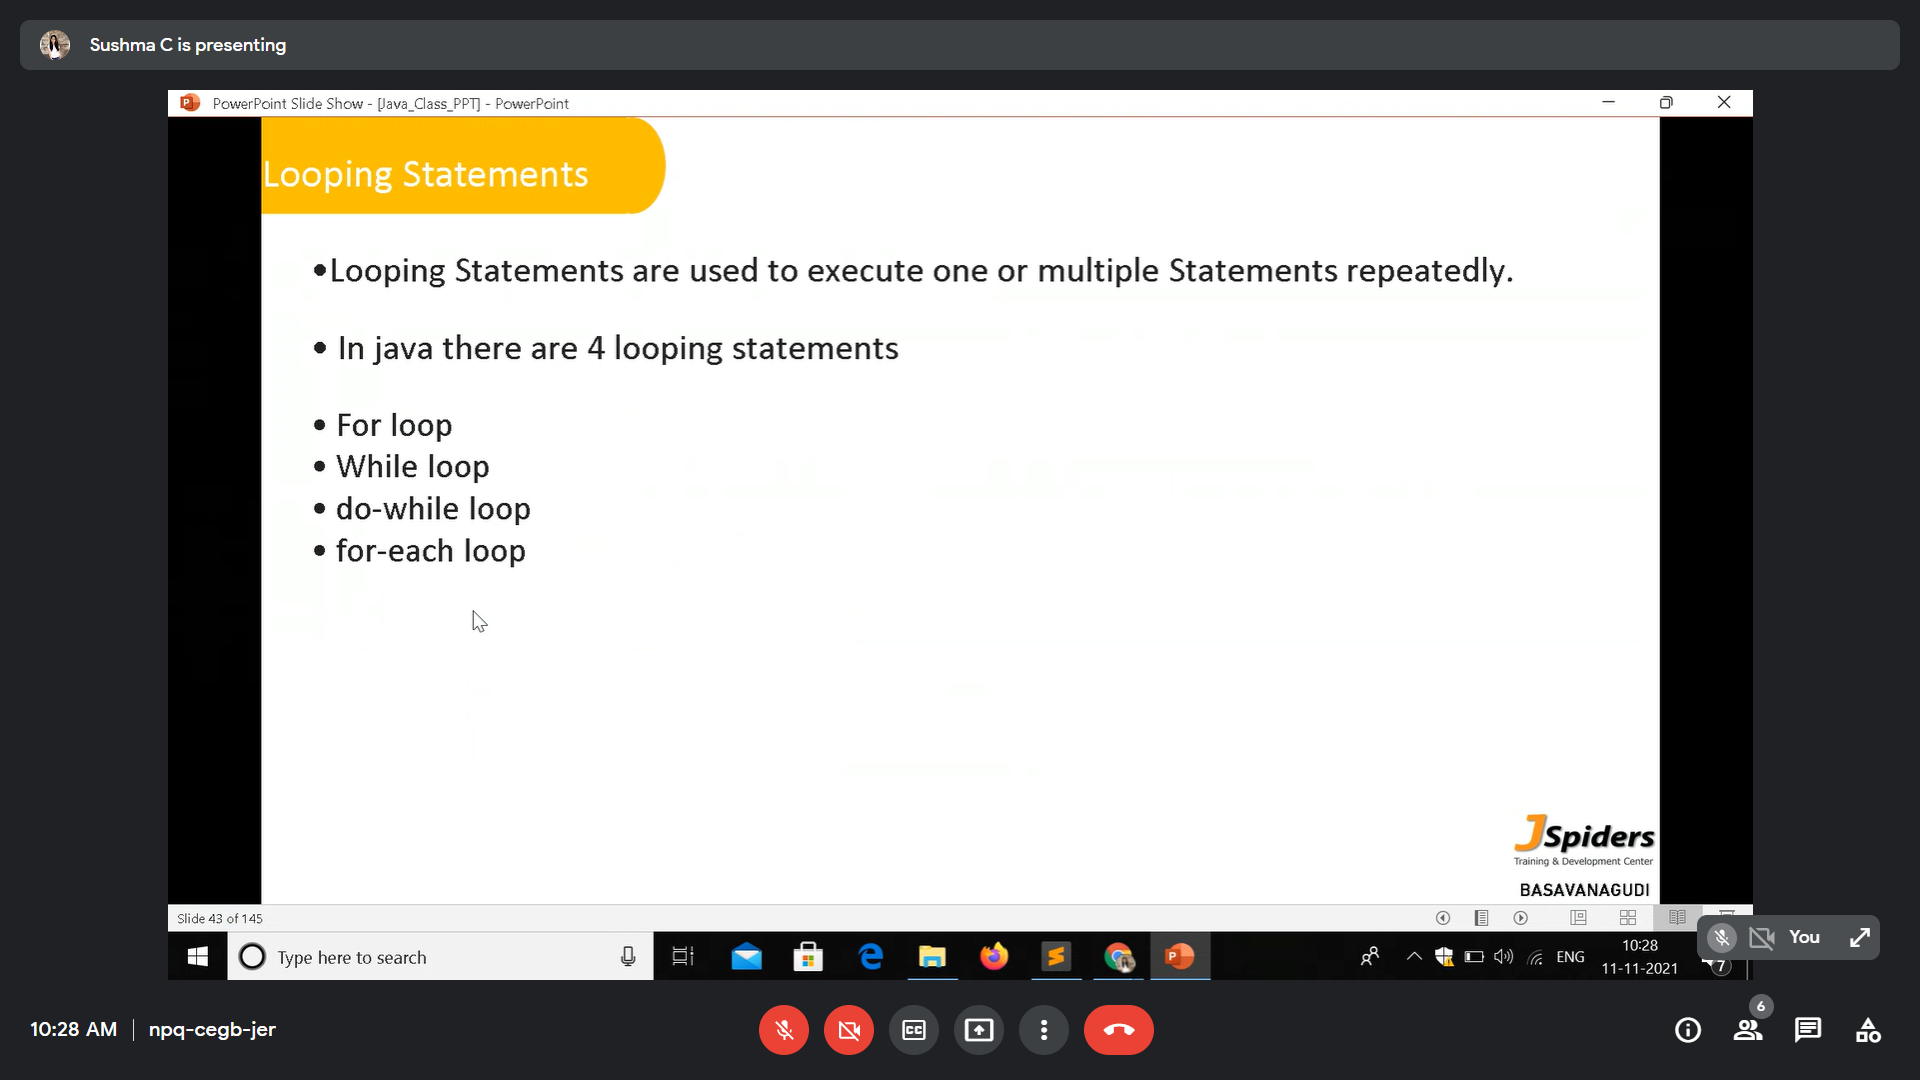 Sushma C is presenting
PowerPoint Slide Show - [Java_Class_PPT] - PowerPoint
Looping Statements
•Looping Statements are used to execute one or multiple Statements repeatedly.
• In java there are 4 looping statements
• For loop
• While loop
• do-while loop
• for-each loop
JSpiders
Training & Development Center
BASAVANAGUDI
Slide 43 of 145
Type here to search
ENG
10:28
11-11-2021
7
You
10:28 AM
npq-cegb-jer
CC
6